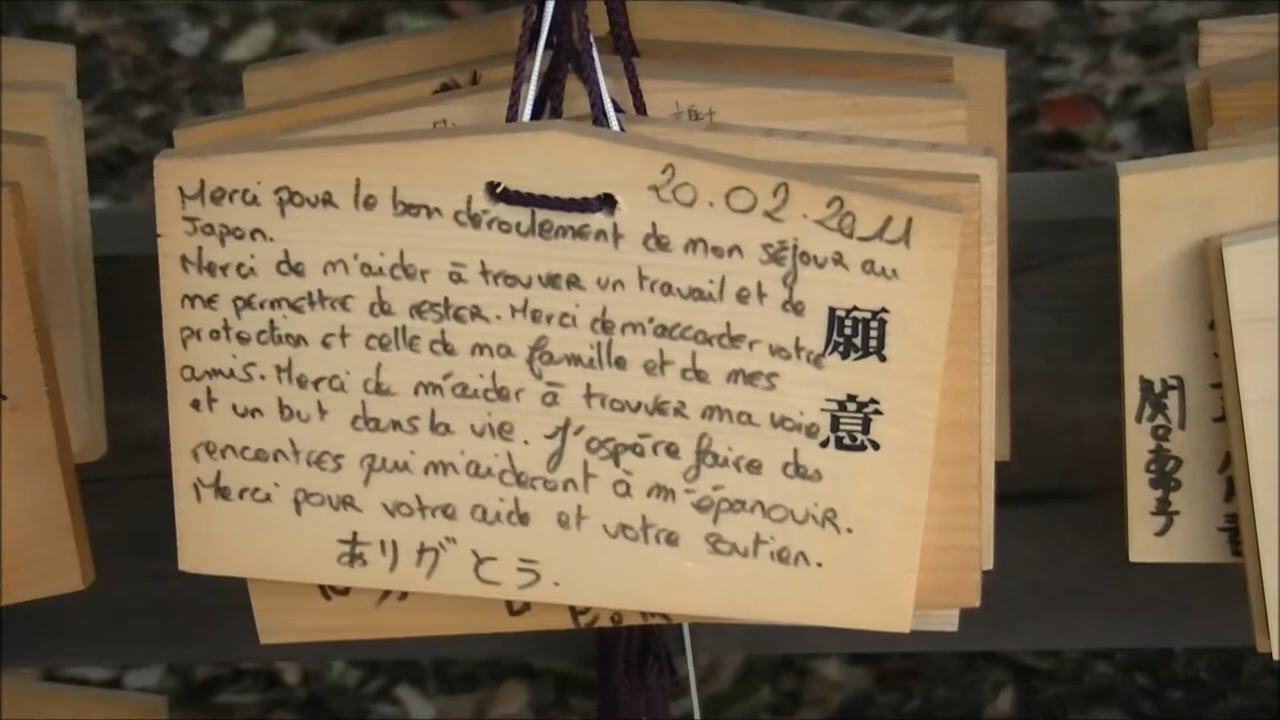 20.02.2011
Merci pour le bon déroulement de mon séjour au
Japon.
Merci de m'aider à trouver un travail et de
me permettre de rester. Merci de m'accorder votre
protection et celle de ma famille et de mes
amis. Merci de m'aider à trouver ma voie
et un but dans la vie. J'espère faire des
rencontres qui m'aideront à m'épanouir.
Merci pour votre aide et votre soutien.
ありがとう.
願意